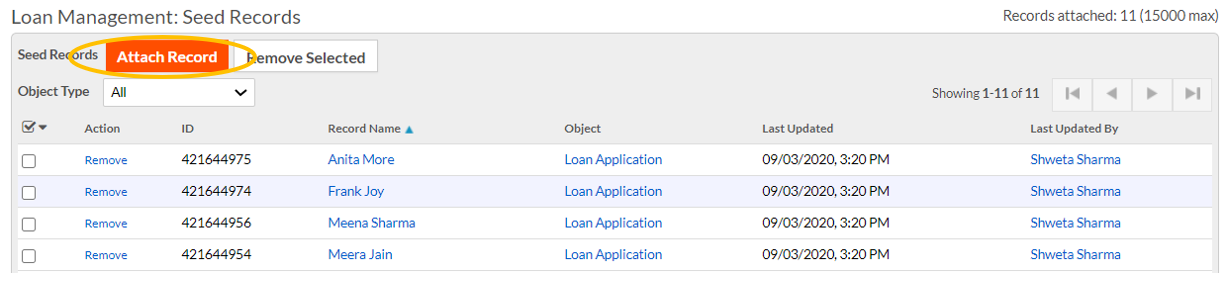 Loan Management: Seed Records
Records attached: 11 (15000 max)
Seed Records Attach Record Remove Selected
Object Type All
Showing 1-11 of 11
Action ID Record Name Object Last Updated Last Updated By
Remove 421644975 Anita More Loan Application 09/03/2020, 3:20 PM Shweta Sharma
Remove 421644974 Frank Joy Loan Application 09/03/2020, 3:20 PM Shweta Sharma
Remove 421644956 Meena Sharma Loan Application 09/03/2020, 3:20 PM Shweta Sharma
Remove 421644954 Meera Jain Loan Application 09/03/2020, 3:20 PM Shweta Sharma